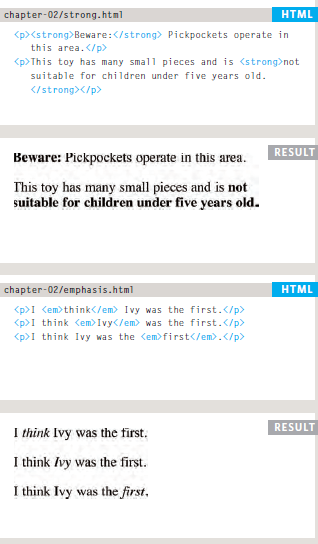 chapter-02/strong.html HTML
<p><strong>Beware:</strong> Pickpockets operate in
this area.</p>
<p>This toy has many small pieces and is <strong>not
suitable for children under five years old.
</strong></p>
RESULT
Beware: Pickpockets operate in this area.
This toy has many small pieces and is not
suitable for children under five years old.
chapter-02/emphasis.html HTML
<p>I <em>think</em> Ivy was the first.</p>
<p>I think <em>Ivy</em> was the first.</p>
<p>I think Ivy was the <em>first</em>.</p>
RESULT
I think Ivy was the first.
I think Ivy was the first.
I think Ivy was the first.